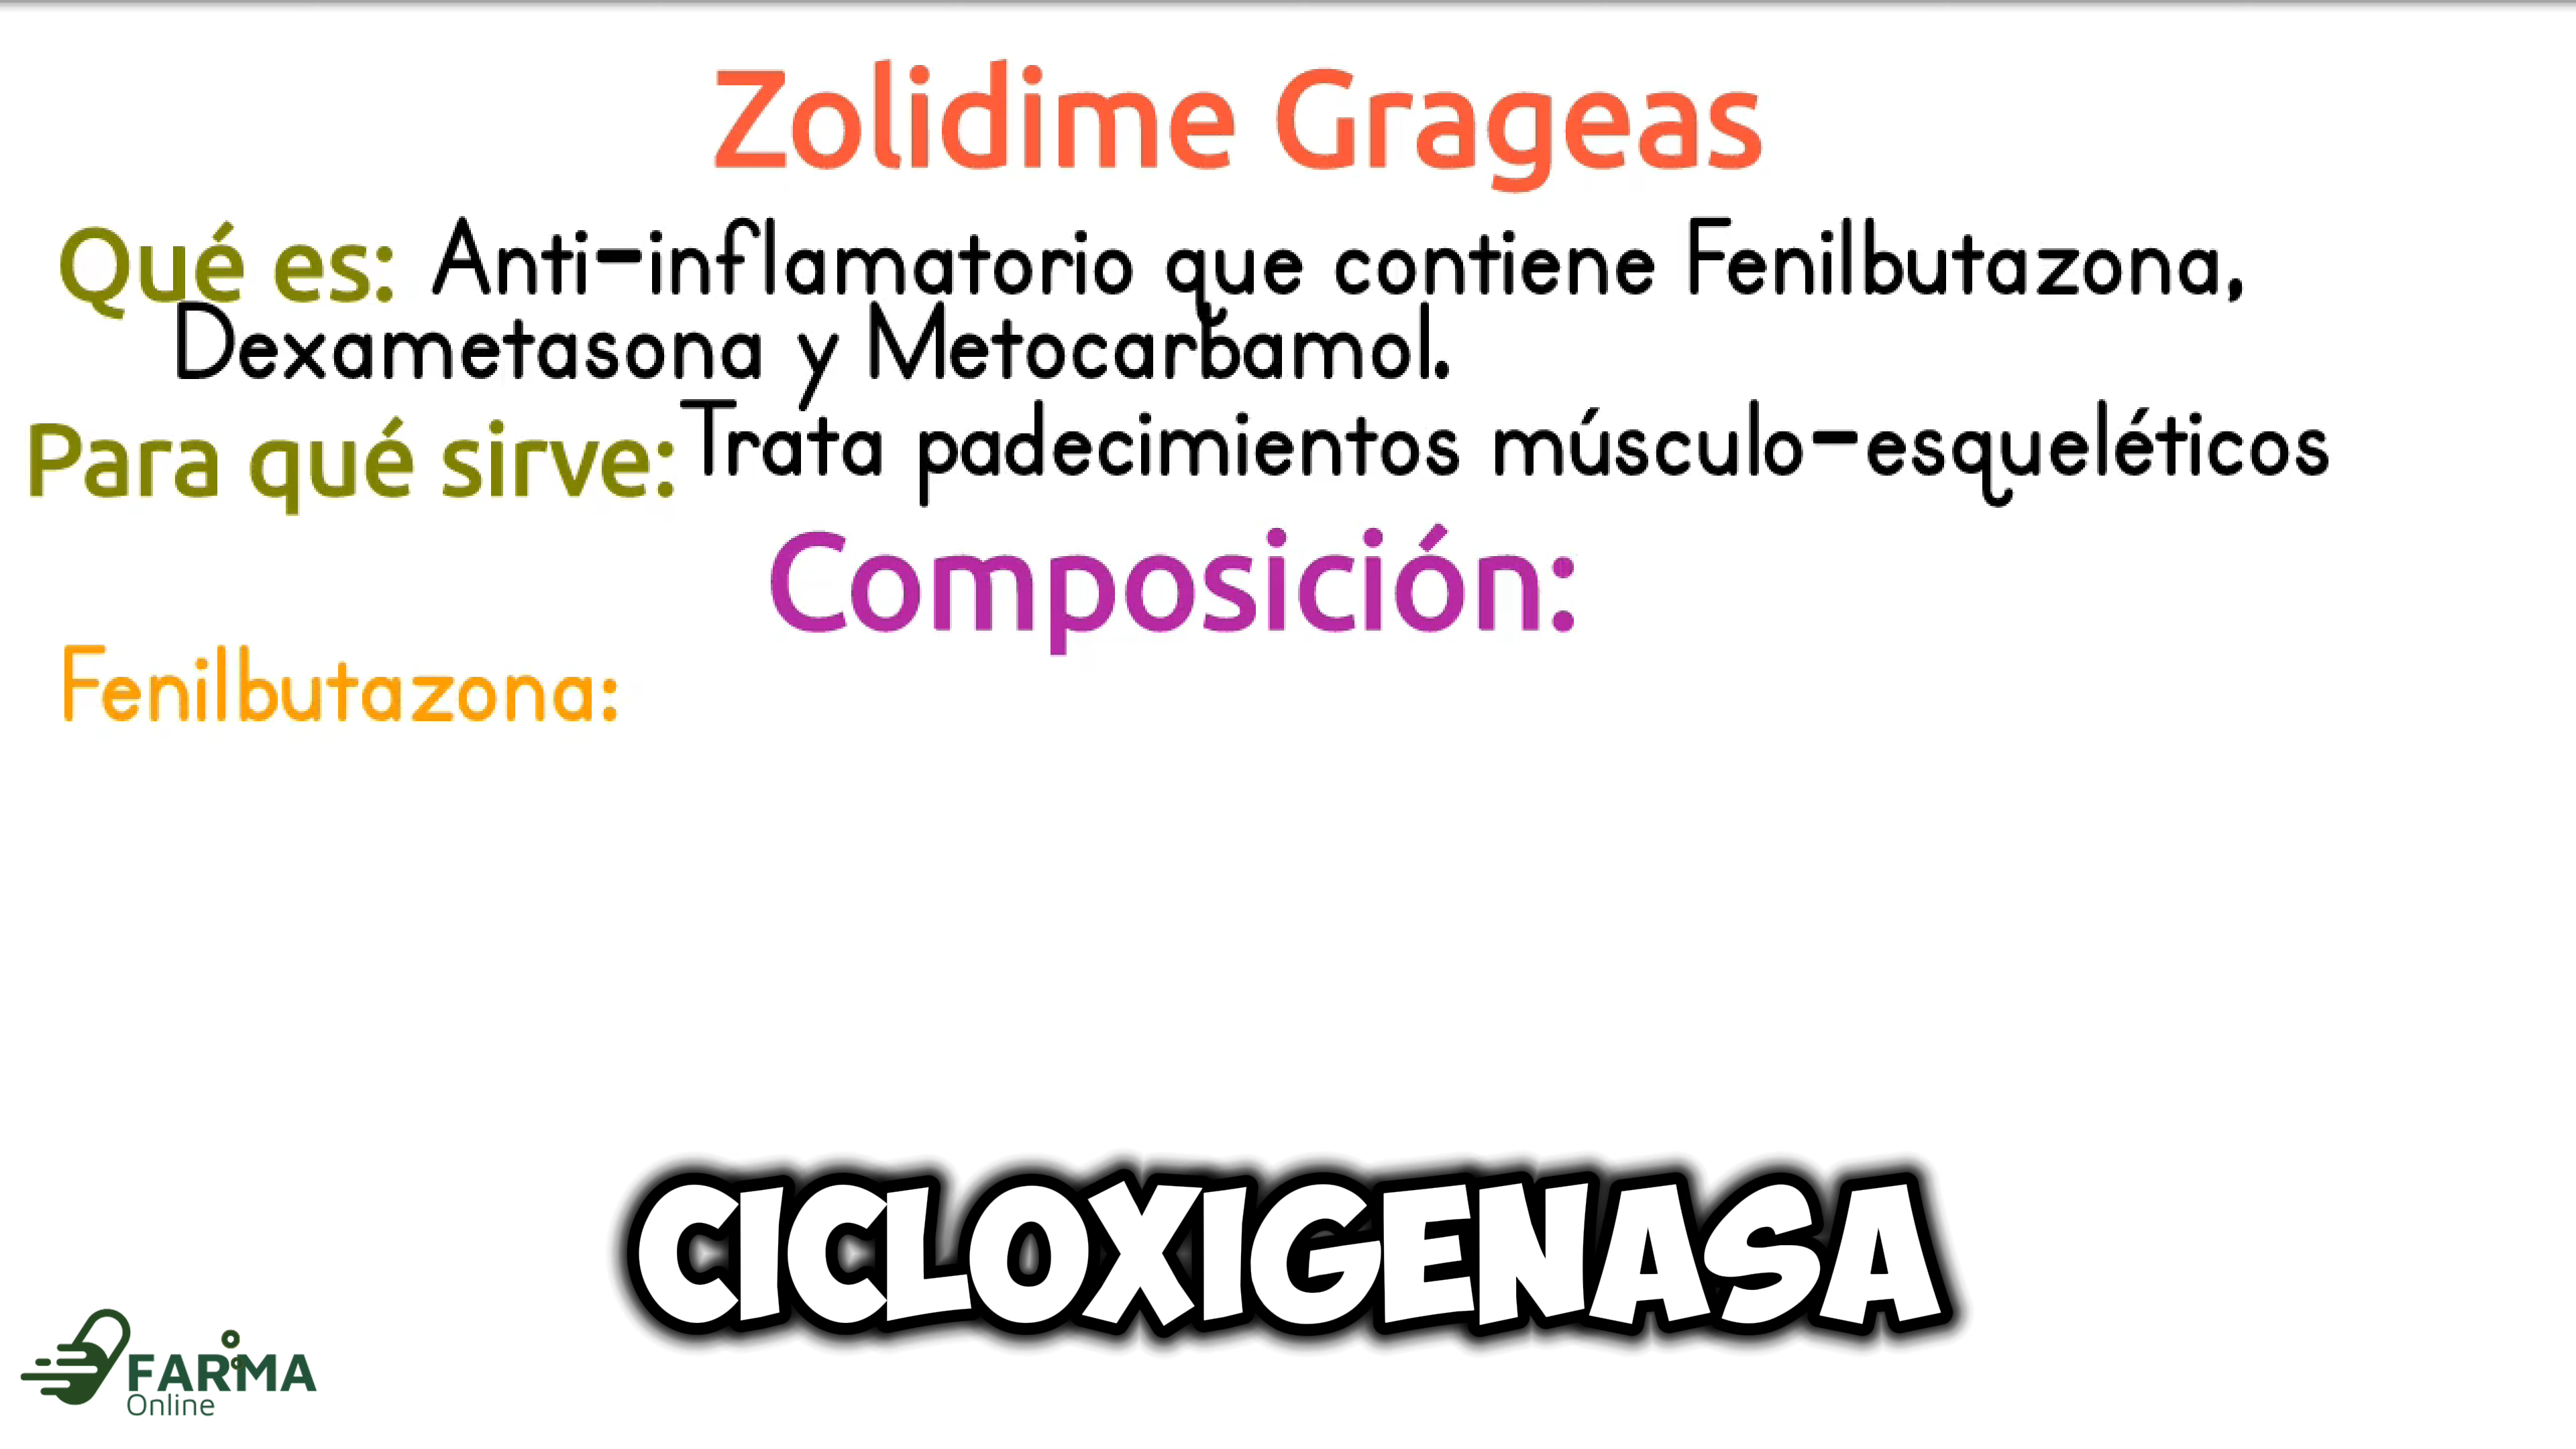 Zolidime Grageas
Qué es: Anti-inflamatorio que contiene Fenilbutazona,
Dexametasona y Metocarbamol.
Para qué sirve: Trata padecimientos músculo-esqueléticos
Composición:
Fenilbutazona:
CICLOXIGENASA
FARMA
Online